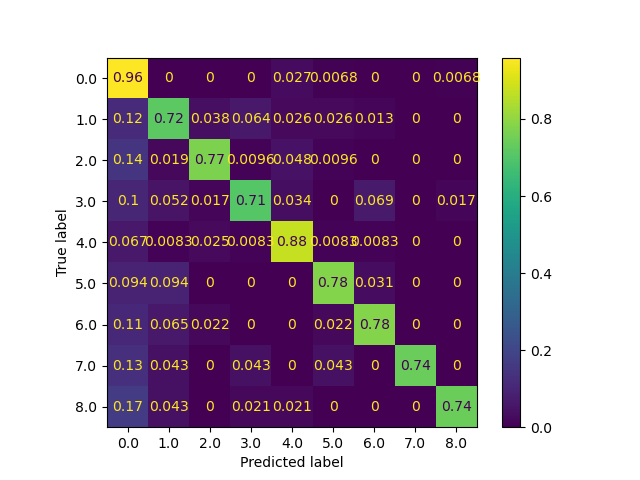 0.0 0.96 0 0 0 0.027 0.0068 0 0 0.0068
1.0 0.12 0.72 0.038 0.064 0.026 0.026 0.013 0 0
2.0 0.14 0.019 0.77 0.0096 0.048 0.0096 0 0 0
3.0 0.1 0.052 0.017 0.71 0.034 0 0.069 0 0.017
4.0 0.067 0.0083 0.025 0.0083 0.88 0.0083 0.0083 0 0
5.0 0.094 0.094 0 0 0 0.78 0.031 0 0
6.0 0.11 0.065 0.022 0 0 0.022 0.78 0 0
7.0 0.13 0.043 0 0.043 0 0.043 0 0.74 0
8.0 0.17 0.043 0 0.021 0.021 0 0 0 0.74
0.0 1.0 2.0 3.0 4.0 5.0 6.0 7.0 8.0
Predicted label
True label
0.8
0.6
0.4
0.2
0.0